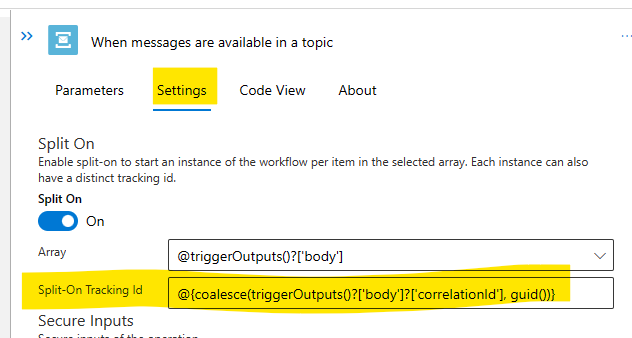 When messages are available in a topic
Parameters
Settings
Code View
About
Split On
Enable split-on to start an instance of the workflow per item in the selected array. Each instance can also
have a distinct tracking id.
Split On
On
Array
@triggerOutputs()?['body']
Split-On Tracking Id
@{coalesce(triggerOutputs()?['body']?['correlationId'], guid())}
Secure Inputs